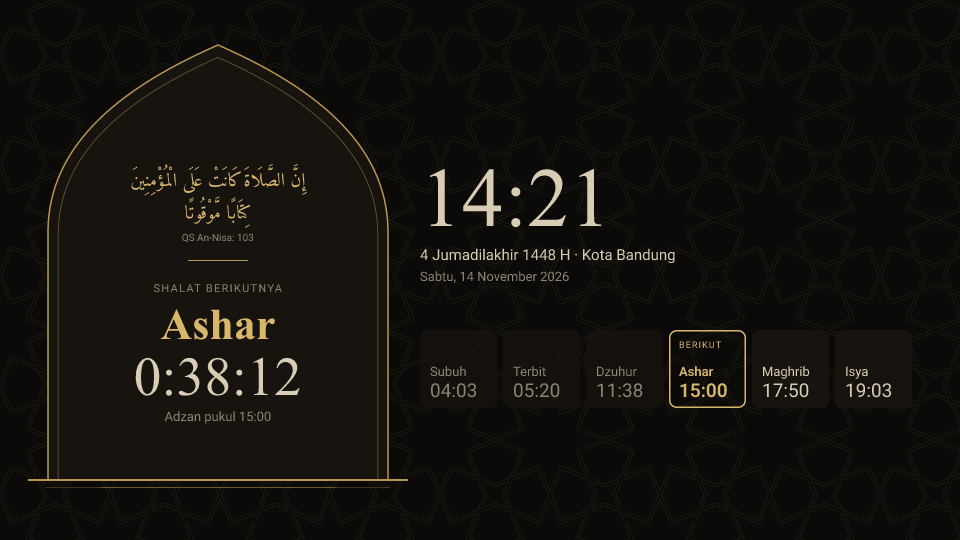 إِنَّ الصَّلَاةَ كَانَتْ عَلَى الْمُؤْمِنِينَ
كِتَابًا مَّوْقُوتًا
QS An-Nisa: 103
SHALAT BERIKUTNYA
Ashar
0:38:12
Adzan pukul 15:00
14:21
4 Jumadilakhir 1448 H · Kota Bandung
Sabtu, 14 November 2026
Subuh
04:03
Terbit
05:20
Dzuhur
11:38
BERIKUT
Ashar
15:00
Maghrib
17:50
Isya
19:03